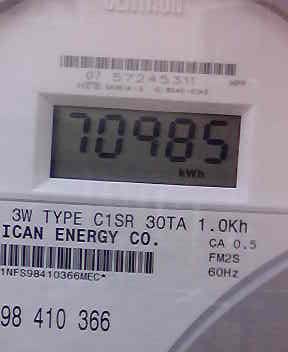 CENTRON
07 57245311
70985
kWh
3W TYPE C1SR 30TA 1.0Kh
ICAN ENERGY CO.
CA 0.5
FM2S
60Hz
1NFS98410366MEC*
98 410 366